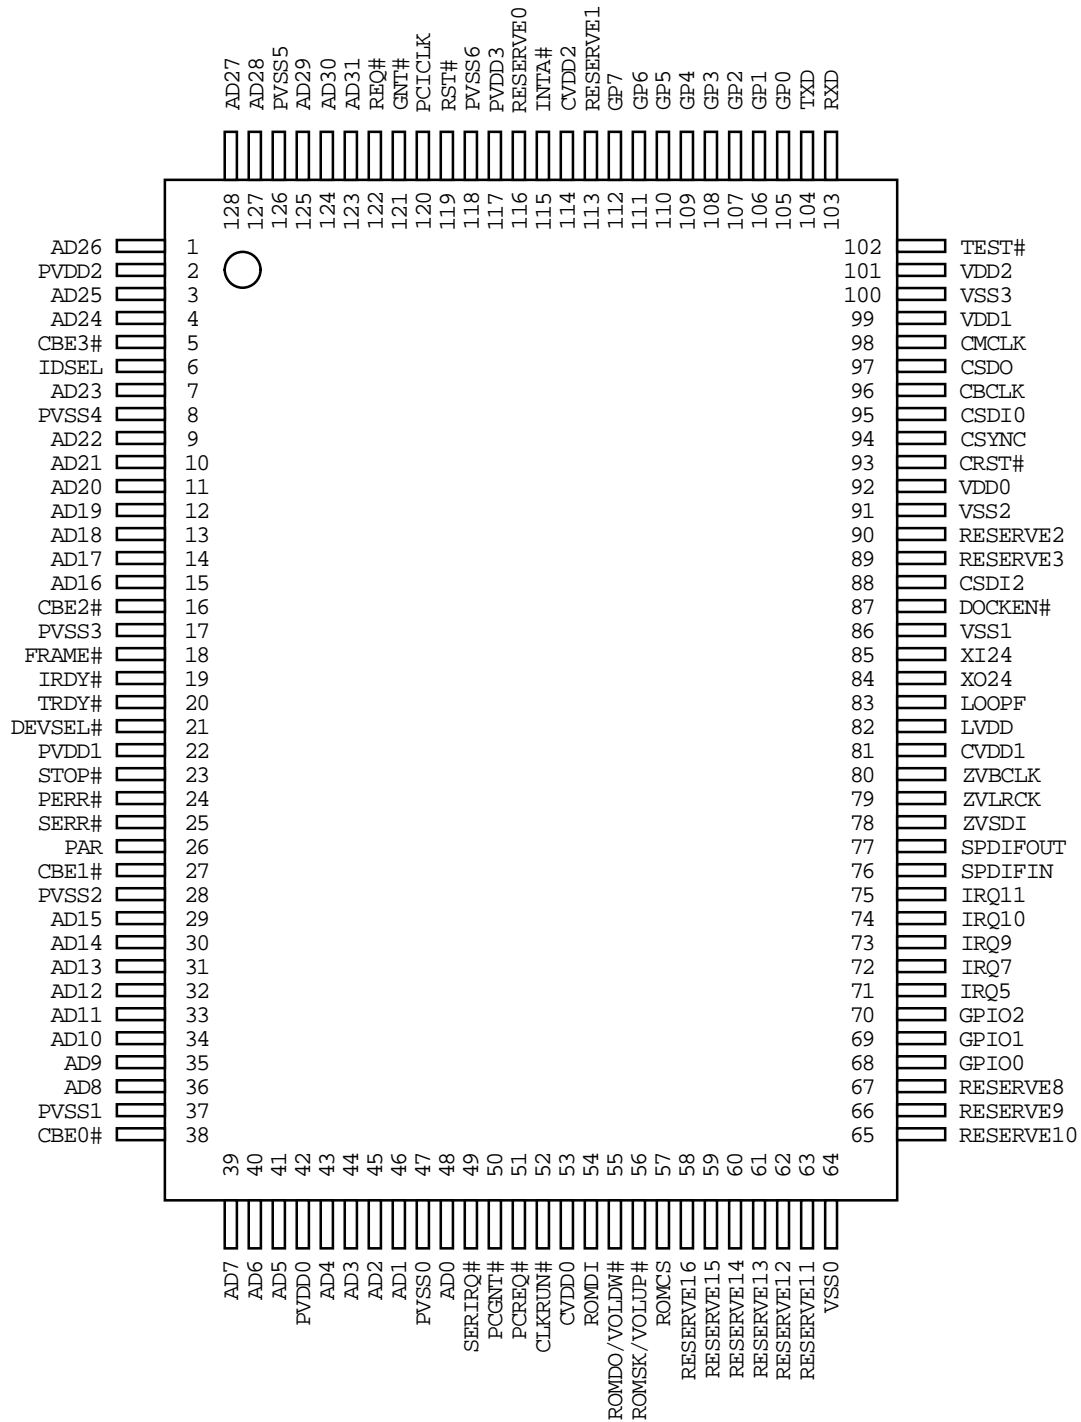 AD27 AD28 PVSS5 AD29 AD30 AD31 REQ# GNT# PCICLK RST# PVSS6 PVDD3 RESERVE0 INTA# CVDD2 RESERVE1 GP7 GP6 GP5 GP4 GP3 GP2 GP1 GP0 TXD RXD
128 127 126 125 124 123 122 121 120 119 118 117 116 115 114 113 112 111 110 109 108 107 106 105 104 103
AD26 1 102 TEST#
PVDD2 2 101 VDD2
AD25 3 100 VSS3
AD24 4 99 VDD1
CBE3# 5 98 CMCLK
IDSEL 6 97 CSDO
AD23 7 96 CBCLK
PVSS4 8 95 CSDI0
AD22 9 94 CSYNC
AD21 10 93 CRST#
AD20 11 92 VDD0
AD19 12 91 VSS2
AD18 13 90 RESERVE2
AD17 14 89 RESERVE3
AD16 15 88 CSDI2
CBE2# 16 87 DOCKEN#
PVSS3 17 86 VSS1
FRAME# 18 85 XI24
IRDY# 19 84 XO24
TRDY# 20 83 LOOPF
DEVSEL# 21 82 LVDD
PVDD1 22 81 CVDD1
STOP# 23 80 ZVBCLK
PERR# 24 79 ZVLRCK
SERR# 25 78 ZVSDI
PAR 26 77 SPDIFOUT
CBE1# 27 76 SPDIFIN
PVSS2 28 75 IRQ11
AD15 29 74 IRQ10
AD14 30 73 IRQ9
AD13 31 72 IRQ7
AD12 32 71 IRQ5
AD11 33 70 GPIO2
AD10 34 69 GPIO1
AD9 35 68 GPIO0
AD8 36 67 RESERVE8
PVSS1 37 66 RESERVE9
CBE0# 38 65 RESERVE10
39 40 41 42 43 44 45 46 47 48 49 50 51 52 53 54 55 56 57 58 59 60 61 62 63 64
AD7 AD6 AD5 PVDD0 AD4 AD3 AD2 AD1 PVSS0 AD0 SERIRQ# PCGNT# PCREQ# CLKRUN# CVDD0 ROMDI ROMDO/VOLDW# ROMSK/VOLUP# ROMCS RESERVE16 RESERVE15 RESERVE14 RESERVE13 RESERVE12 RESERVE11 VSS0